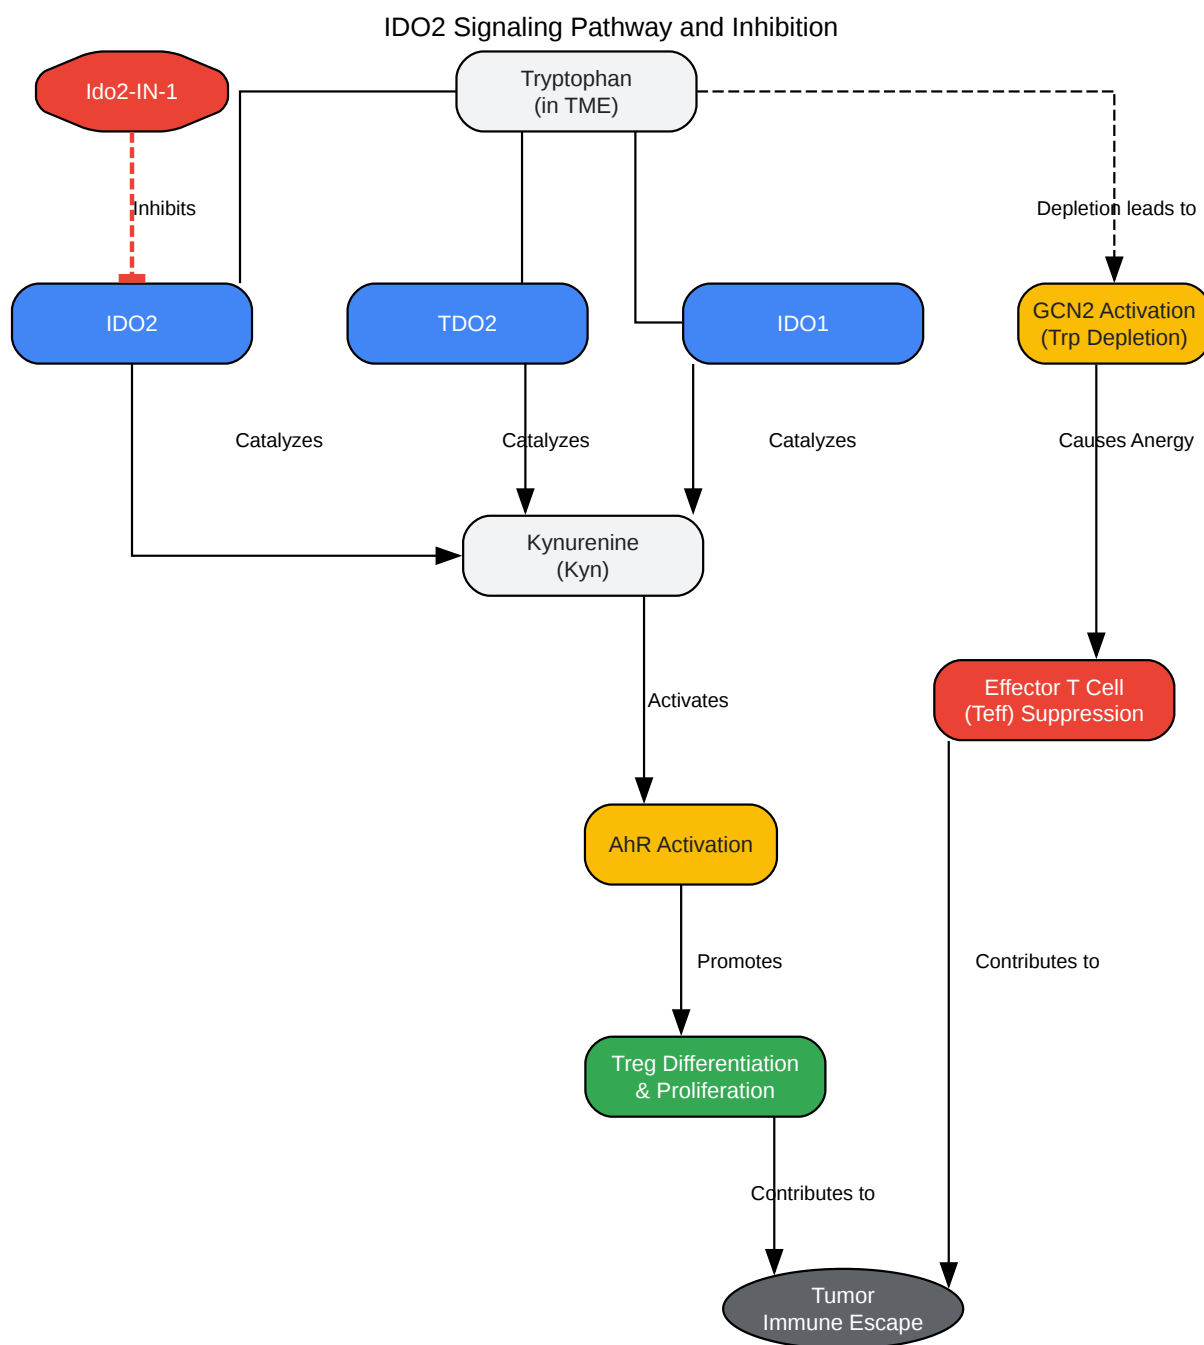 IDO2 Signaling Pathway and Inhibition
Ido2-IN-1
Tryptophan
(in TME)
Inhibits
Depletion leads to
IDO2
TDO2
IDO1
GCN2 Activation
(Trp Depletion)
Catalyzes
Catalyzes
Catalyzes
Causes Anergy
Kynurenine
(Kyn)
Activates
Effector T Cell
(Teff) Suppression
AhR Activation
Promotes
Contributes to
Treg Differentiation
& Proliferation
Contributes to
Tumor
Immune Escape